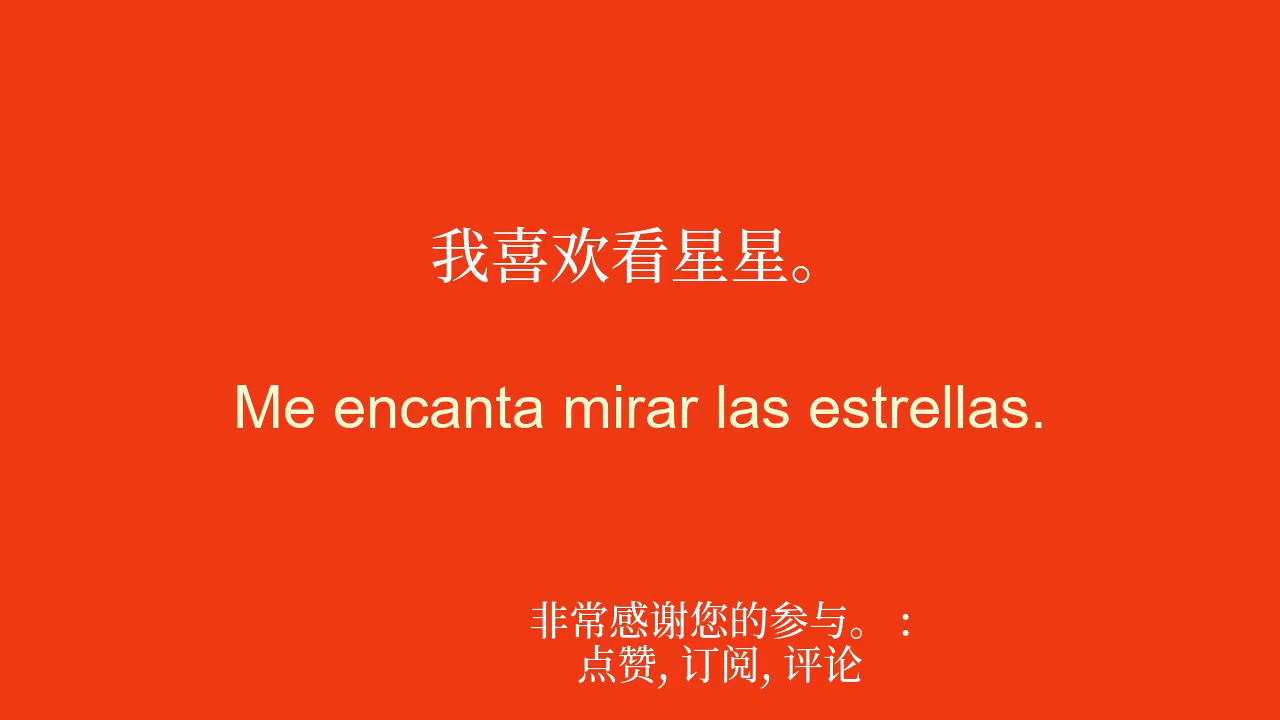 我喜欢看星星。
Me encanta mirar las estrellas.
非常感谢您的参与。 :
点赞, 订阅, 评论